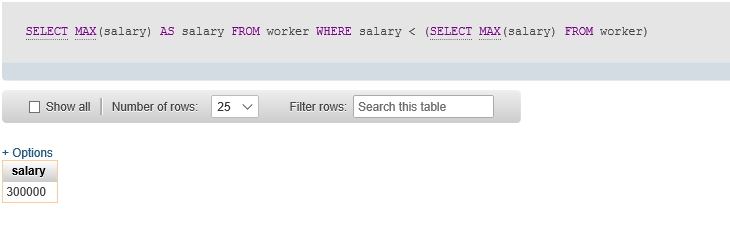 SELECT MAX(salary) AS salary FROM worker WHERE salary < (SELECT MAX(salary) FROM worker)
Show all Number of rows: 25 Filter rows: Search this table
+ Options
salary
300000